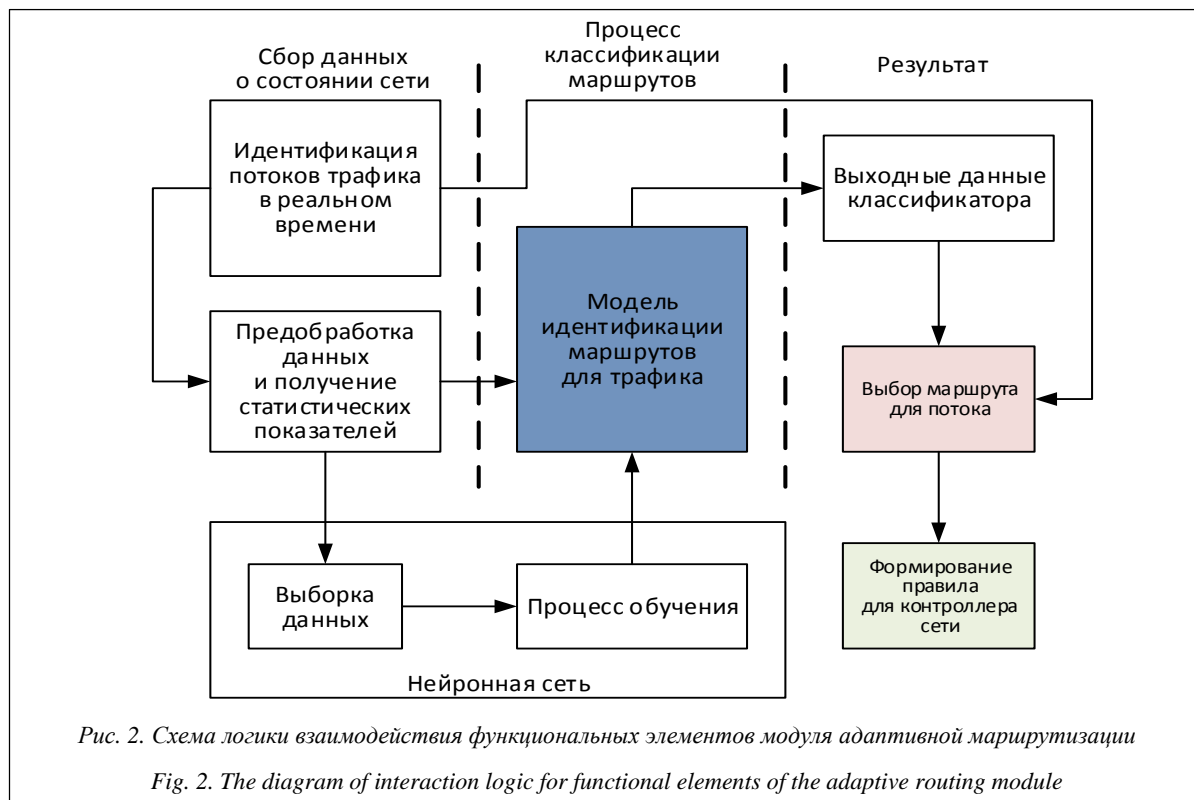 Сбор данных
о состоянии сети
Процесс
классификации
маршрутов
Результат
Идентификация
потоков трафика
в реальном
времени
Выходные данные
классификатора
Модель
идентификации
маршрутов
для трафика
Предобработка
данных
и получение
статистических
показателей
Выбор маршрута
для потока
Выборка
данных
Процесс обучения
Формирование
правила
для контроллера
сети
Нейронная сеть
Рис. 2. Схема логики взаимодействия функциональных элементов модуля адаптивной маршрутизации
Fig. 2. The diagram of interaction logic for functional elements of the adaptive routing module